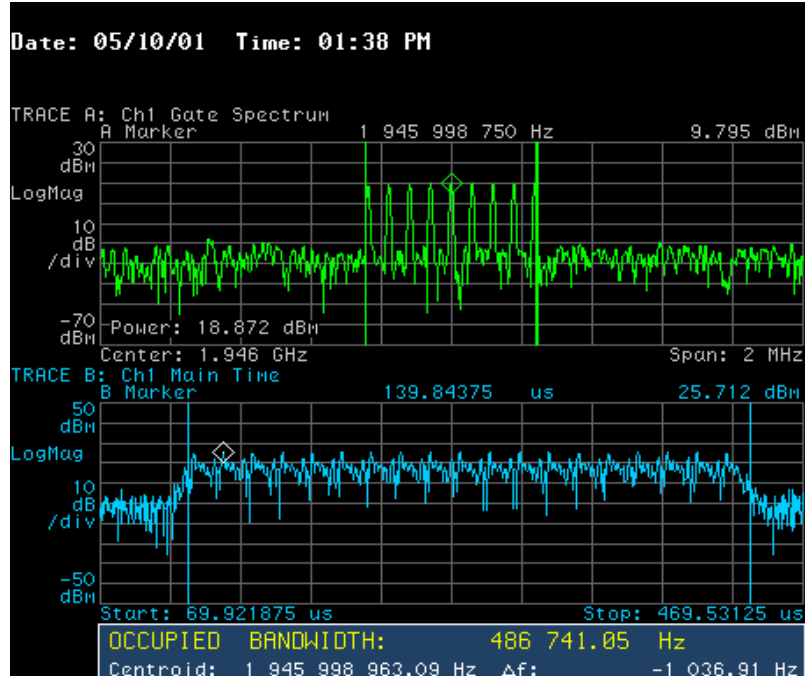 Date: 05/10/01 Time: 01:38 PM
TRACE A: Ch1 Gate Spectrum
A Marker 1 945 998 750 Hz 9.795 dBm
30
dBm
LogMag
10
dB
/div
-70
dBm
Power: 18.872 dBm
Center: 1.946 GHz Span: 2 MHz
TRACE B: Ch1 Main Time
B Marker 139.84375 us 25.712 dBm
50
dBm
LogMag
10
dB
/div
-50
dBm
Start: 69.921875 us Stop: 469.53125 us
OCCUPIED BANDWIDTH: 486 741.05 Hz
Centroid: 1 945 998 963.09 Hz Δf: -1 036.91 Hz